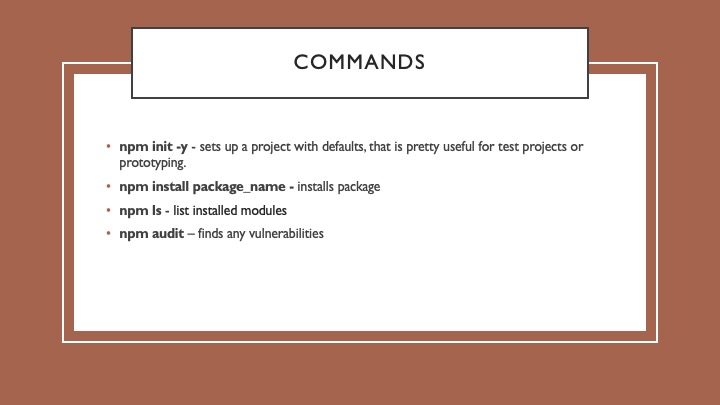 COMMANDS
• npm init -y - sets up a project with defaults, that is pretty useful for test projects or
prototyping.
• npm install package_name - installs package
• npm ls - list installed modules
• npm audit – finds any vulnerabilities